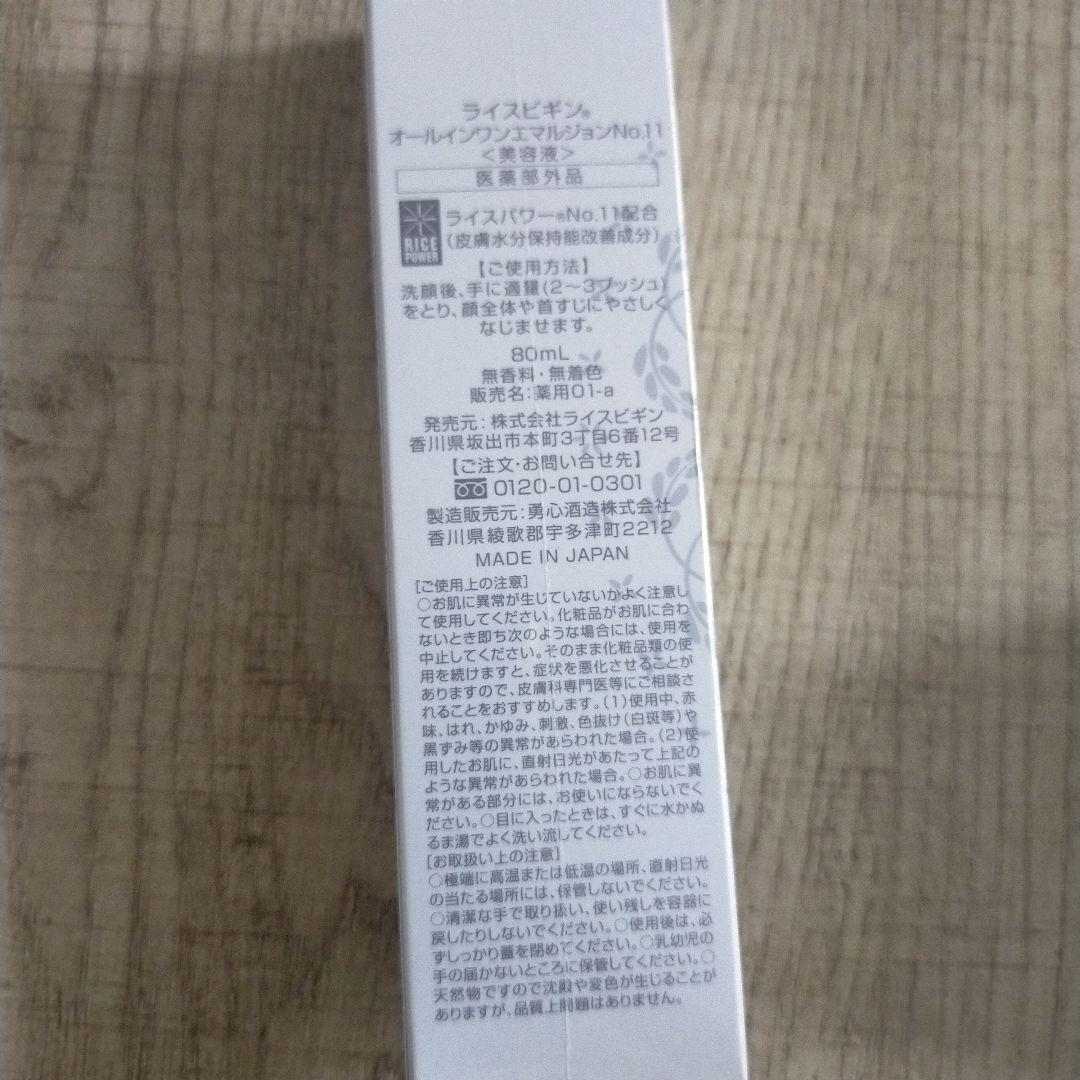 ライスビギン®
オールインワンエマルジョンNo.11
＜美容液＞
医薬部外品
RICE
POWER
ライスパワー®No.11配合
(皮膚水分保持能改善成分)
【ご使用方法】
洗顔後、手に適量(2～3プッシュ)
をとり、顔全体や首すじにやさしく
なじませます。
80mL
無香料・無着色
販売名：薬用01-a
発売元：株式会社ライスビギン
香川県坂出市本町3丁目6番12号
【ご注文・お問い合せ先】
0120-01-0301
製造販売元：勇心酒造株式会社
香川県綾歌郡宇多津町2212
MADE IN JAPAN
[ご使用上の注意]
○お肌に異常が生じていないかよく注意し
て使用してください。化粧品がお肌に合わ
ないとき即ち次のような場合には、使用を
中止してください。そのまま化粧品類の使
用を続けますと、症状を悪化させることが
ありますので、皮膚科専門医等にご相談さ
れることをおすすめします。(1)使用中、赤
味、はれ、かゆみ、刺激、色抜け(白斑等)や
黒ずみ等の異常があらわれた場合。(2)使
用したお肌に、直射日光があたって上記の
ような異常があらわれた場合。○お肌に異
常がある部分には、お使いにならないでく
ださい。○目に入ったときは、すぐに水かぬ
るま湯でよく洗い流してください。
[お取扱い上の注意]
○極端に高温または低温の場所、直射日光
の当たる場所には、保管しないでください。
○清潔な手で取り扱い、使い残しを容器に
戻したりしないでください。○使用後は、必
ずしっかり蓋を閉めてください。○乳幼児の
手の届かないところに保管してください。○
天然物ですので沈殿や変色が生じることが
ありますが、品質上問題はありません。